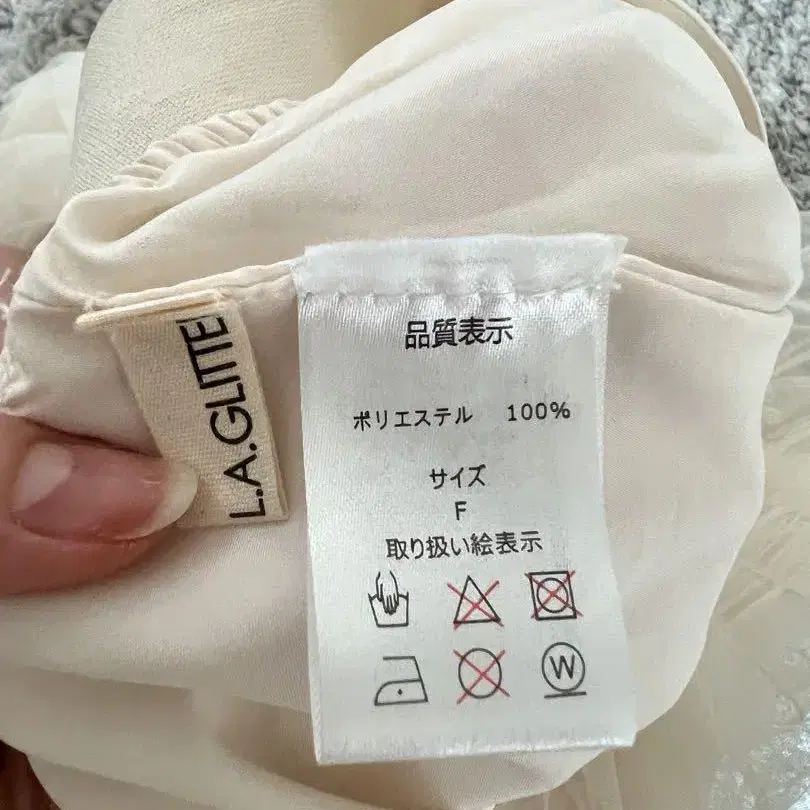 L.A.GLITTE
品質表示
ポリエステル 100%
サイズ
F
取り扱い絵表示
W